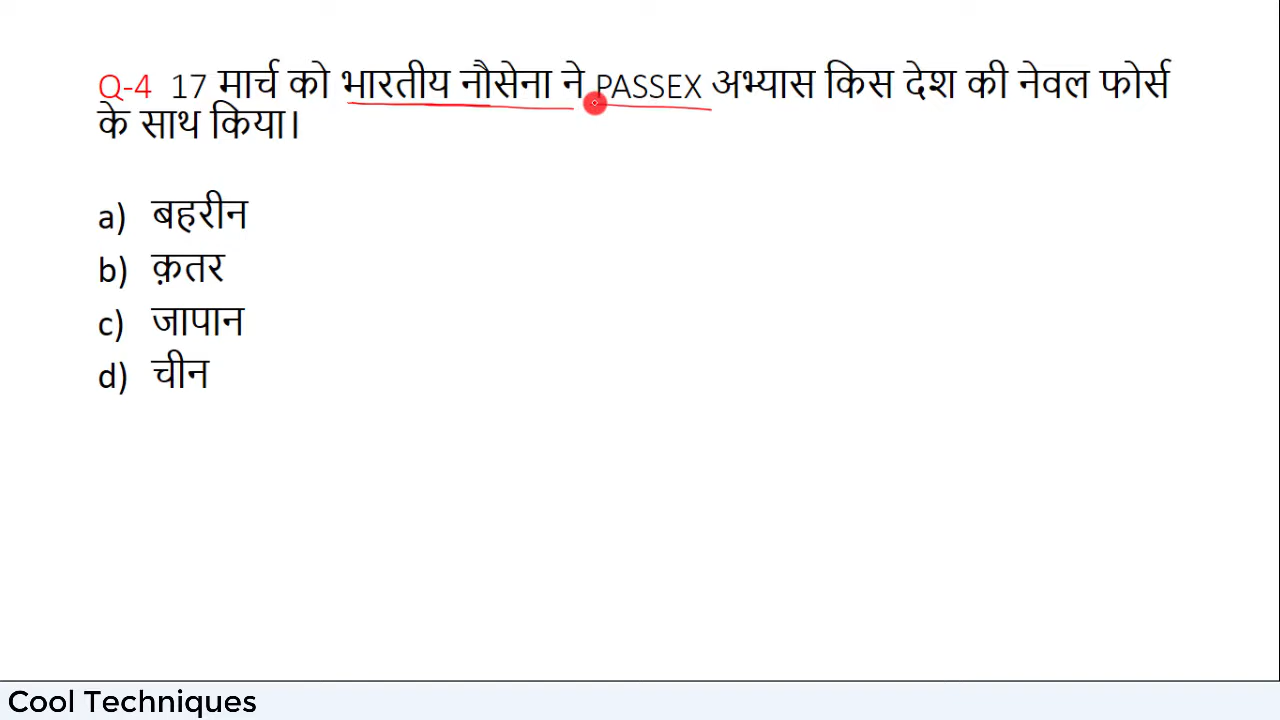 Q-4 17 मार्च को भारतीय नौसेना ने PASSEX अभ्यास किस देश की नेवल फोर्स
के साथ किया।
a) बहरीन
b) क़तर
c) जापान
d) चीन
Cool Techniques